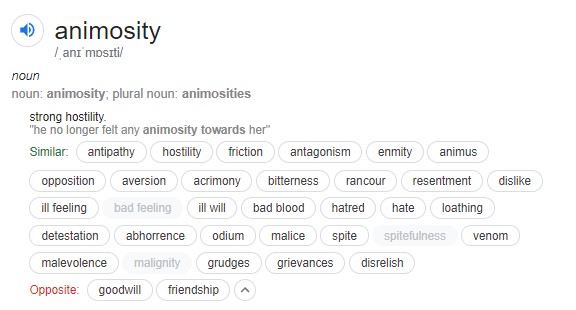 animosity
/ˌanɪˈmɒsɪti/
noun
noun: animosity; plural noun: animosities
strong hostility.
"he no longer felt any animosity towards her"
Similar: antipathy hostility friction antagonism enmity animus
opposition aversion acrimony bitterness rancour resentment dislike
ill feeling bad feeling ill will bad blood hatred hate loathing
detestation abhorrence odium malice spite spitefulness venom
malevolence malignity grudges grievances disrelish
Opposite: goodwill friendship